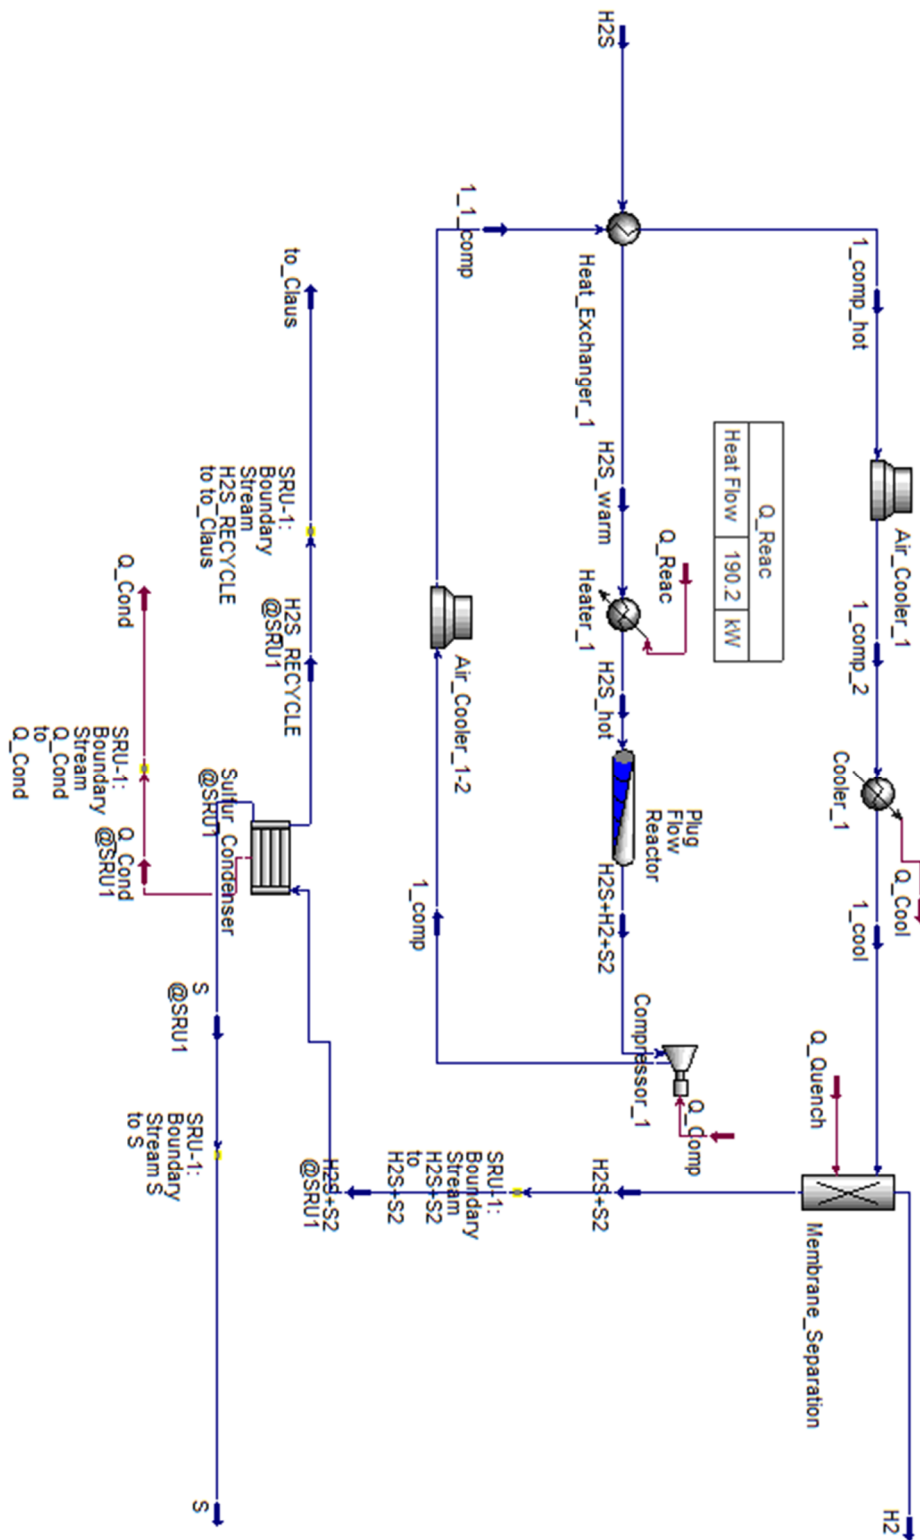 H2
1_comp_hot
Air_Cooler_1
1_comp_2
Cooler_1
Q_Cool
1_cool
Q_Quench
Membrane_Separation
Q_Reac
Heat Flow 190.2 kW
H2S
Heat_Exchanger_1
H2S_warm
Q_Reac
Heater_1
H2S_hot
Plug
Flow
Reactor
H2S+H2+S2
Compressor_1
Q_Comp
1_1_comp
Air_Cooler_1-2
1_comp
H2S+S2
SRU-1:
Boundary
Stream
H2S+S2
to
H2S+S2
H2S+S2
@SRU1
to_Claus
SRU-1:
Boundary
Stream
H2S_RECYCLE
to to_Claus
H2S_RECYCLE
@SRU1
Sulfur_Condenser
@SRU1
Q_Cond
SRU-1:
Boundary
Stream
Q_Cond
to
Q_Cond
Q_Cond
@SRU1
S
@SRU1
SRU-1:
Boundary
Stream S
to S
S